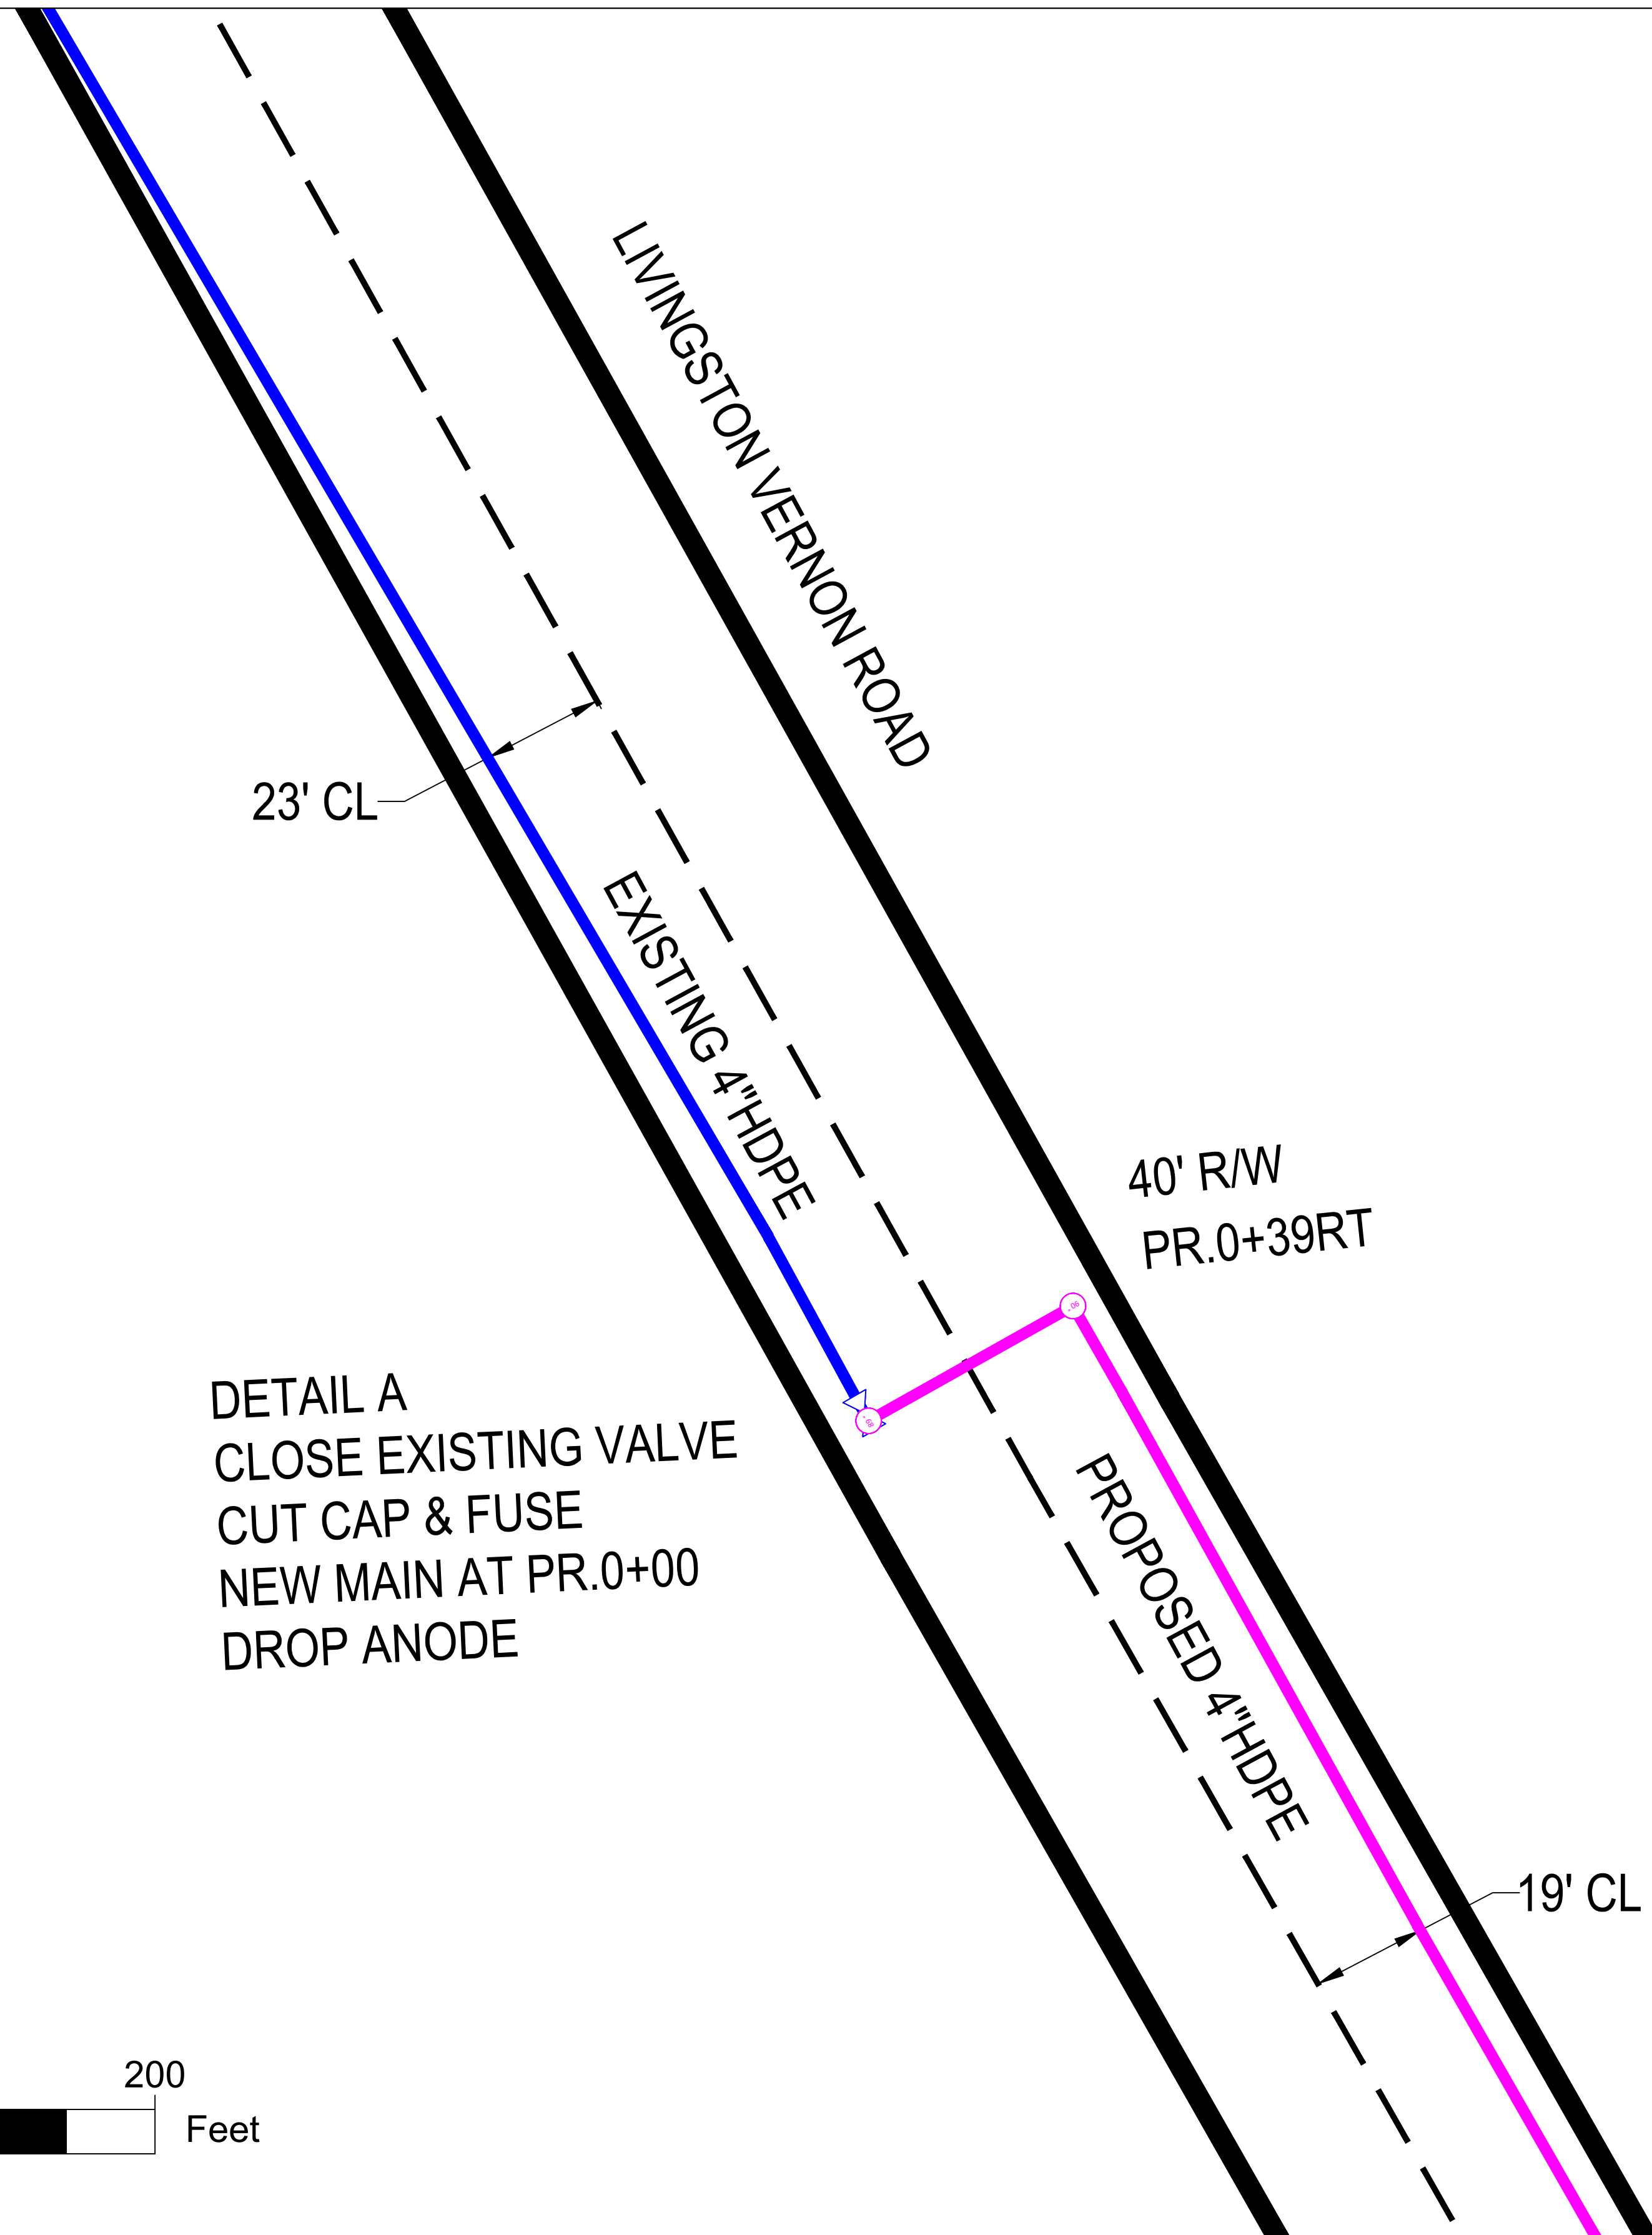 LIVINGSTON VERNON ROAD
23' CL
EXISTING 4"HDPE
40' R/W
PR.0+39RT
90°
DETAIL A
CLOSE EXISTING VALVE
CUT CAP & FUSE
NEW MAIN AT PR.0+00
DROP ANODE
PROPOSED 4"HDPE
19' CL
200
Feet